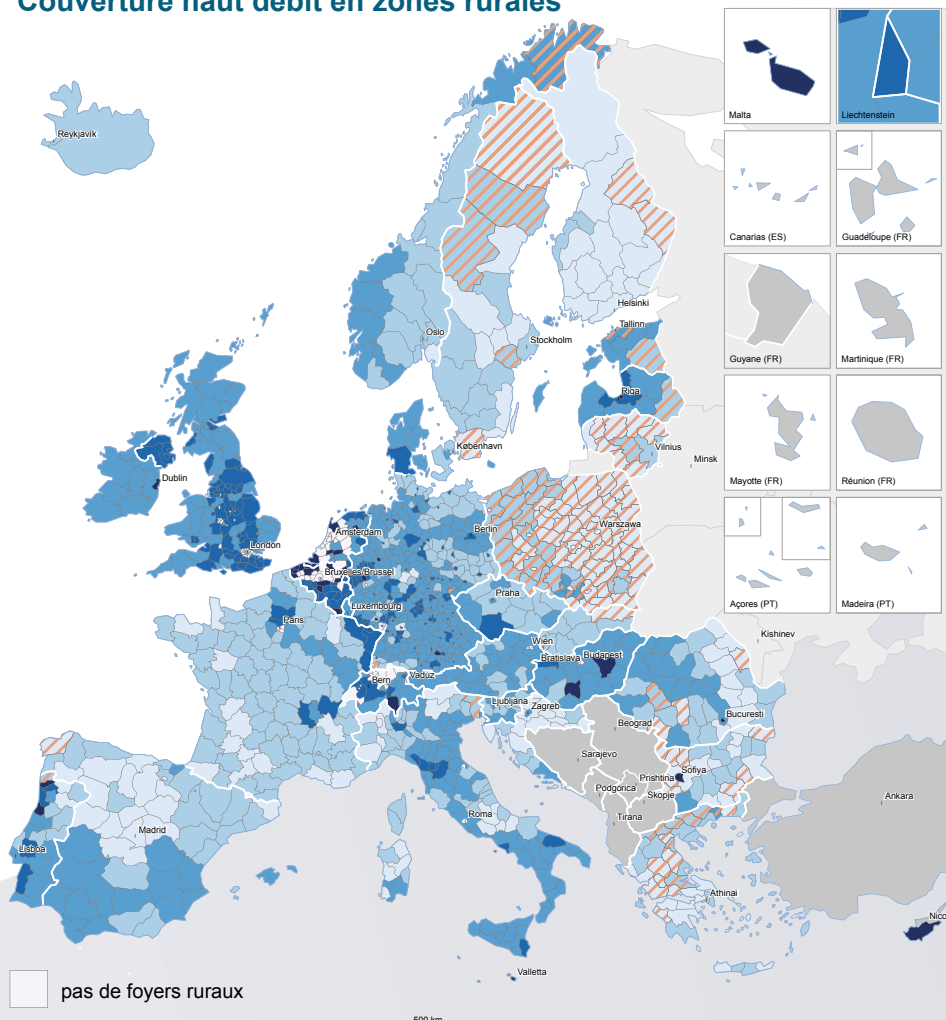 Couverture haut débit en zones rurales
Malta
Liechtenstein
Reykjavík
Canarias (ES)
Guadeloupe (FR)
Helsinki
Tallinn
Oslo
Stockholm
Guyane (FR)
Martinique (FR)
Riga
København
Vilnius
Minsk
Dublin
Mayotte (FR)
Réunion (FR)
Warszawa
Berlin
Amsterdam
London
Bruxelles/Brussel
Praha
Luxembourg
Açores (PT)
Madeira (PT)
Paris
Kishinev
Wien
Bratislava
Budapest
Bern
Vaduz
Ljubljana
Zagreb
Bucuresti
Beograd
Sarajevo
Sofiya
Prishtina
Podgorica
Skopje
Tirana
Ankara
Roma
Madrid
Lisboa
Athinai
Valletta
pas de foyers ruraux